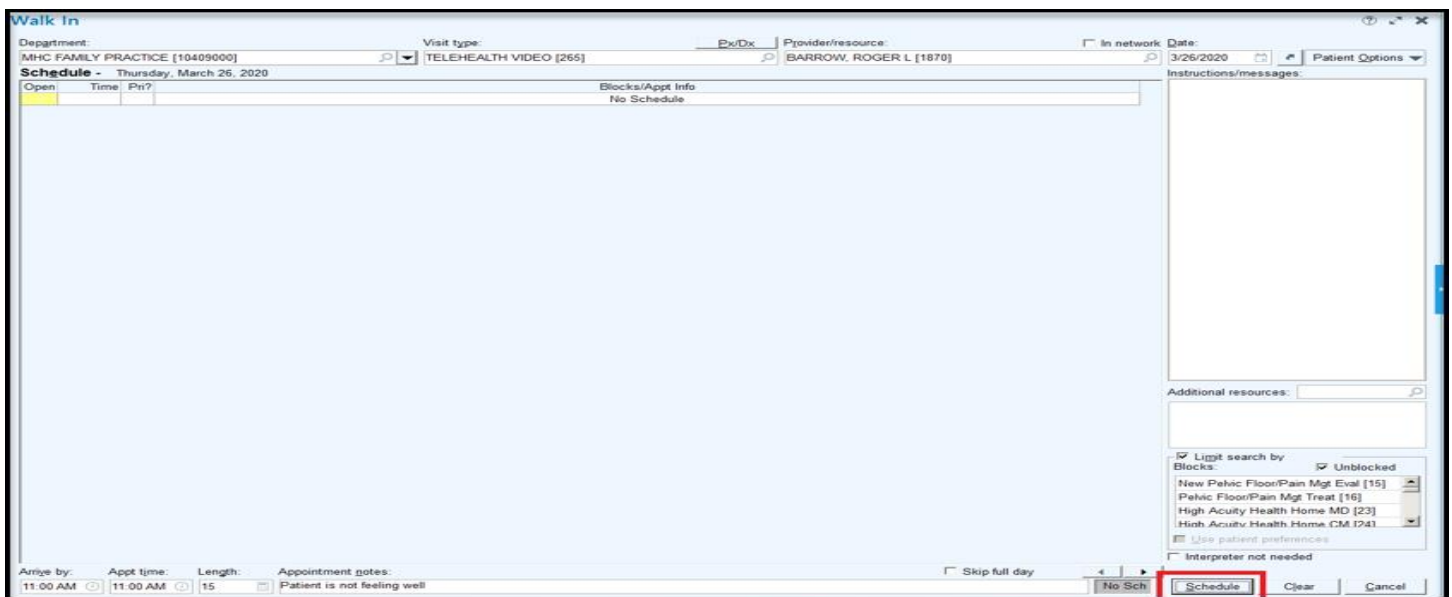 Walk In
Department: Visit type: Px/Dx Provider/resource: In network Date:
MHC FAMILY PRACTICE [10409000] TELEHEALTH VIDEO [265] BARROW, ROGER L [1870] 3/26/2020 Patient Options
Schedule - Thursday, March 26, 2020 Instructions/messages:
Open Time Pri? Blocks/Appt Info
No Schedule
Additional resources:
Limit search by
Blocks: Unblocked
New Pelvic Floor/Pain Mgt Eval [15]
Pelvic Floor/Pain Mgt Treat [16]
High Acuity Health Home MD [23]
High Acuity Health Home CM [24]
Use patient preferences
Interpreter not needed
Arrive by: Appt time: Length: Appointment notes: Skip full day
11:00 AM 11:00 AM 15 Patient is not feeling well No Sch Schedule Clear Cancel